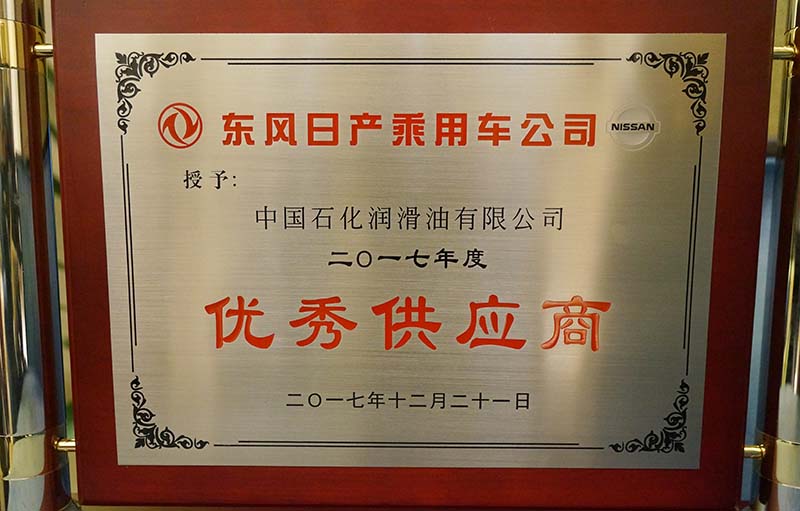 东风日产乘用车公司 NISSAN
授予:
中国石化润滑油有限公司
二〇一七年度
优秀供应商
二〇一七年十二月二十一日